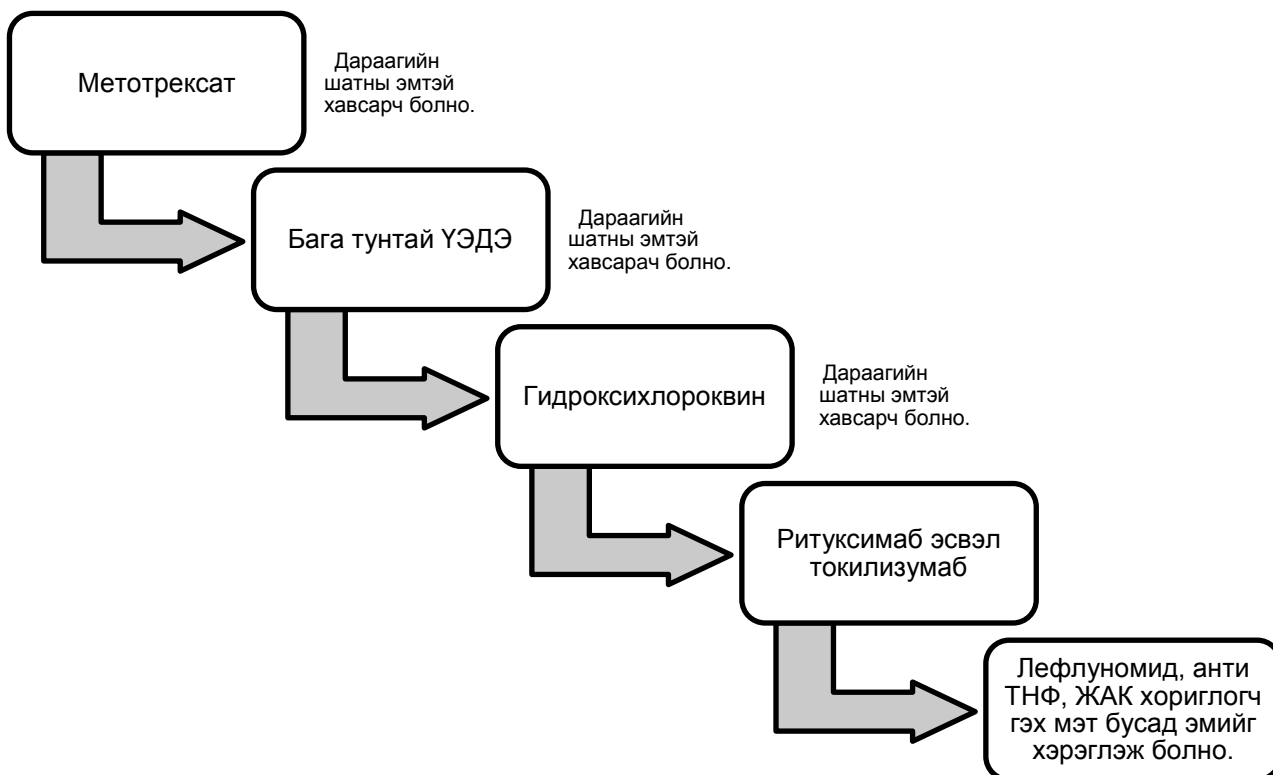 Метотрексат
Дараагийн
шатны эмтэй
хавсарч болно.
Бага тунтай ҮЭДЭ
Дараагийн
шатны эмтэй
хавсарач болно.
Гидроксихлороквин
Дараагийн
шатны эмтэй
хавсарч болно.
Ритуксимаб эсвэл
токилизумаб
Лефлуномид, анти
ТНФ, ЖАК хориглогч
гэх мэт бусад эмийг
хэрэглэж болно.